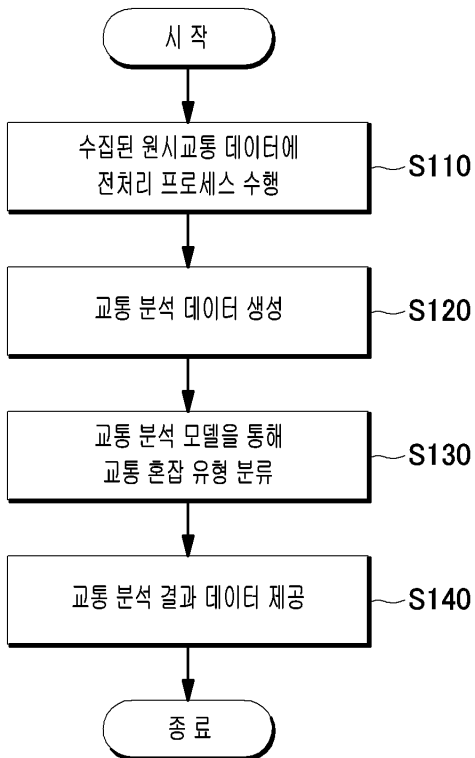 시 작
수집된 원시교통 데이터에
전처리 프로세스 수행
S110
교통 분석 데이터 생성
S120
교통 분석 모델을 통해
교통 혼잡 유형 분류
S130
교통 분석 결과 데이터 제공
S140
종 료